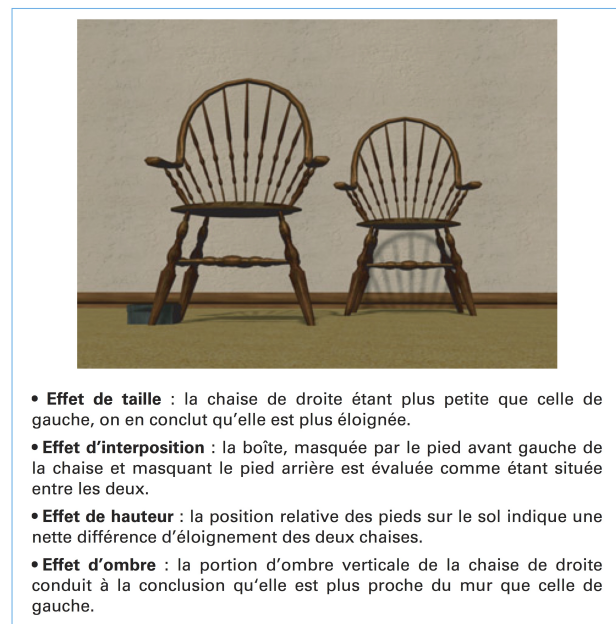 • Effet de taille : la chaise de droite étant plus petite que celle de
gauche, on en conclut qu'elle est plus éloignée.
• Effet d'interposition : la boîte, masquée par le pied avant gauche de
la chaise et masquant le pied arrière est évaluée comme étant située
entre les deux.
• Effet de hauteur : la position relative des pieds sur le sol indique une
nette différence d'éloignement des deux chaises.
• Effet d'ombre : la portion d'ombre verticale de la chaise de droite
conduit à la conclusion qu‘elle est plus proche du mur que celle de
gauche.